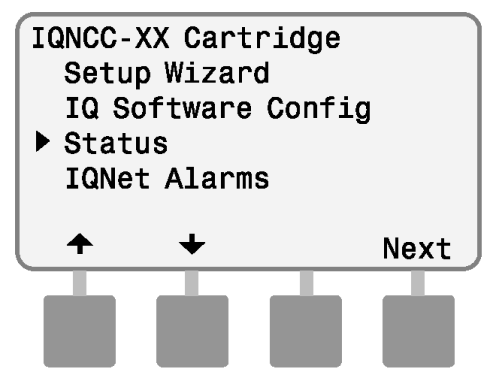 IQNCC-XX Cartridge
Setup Wizard
IQ Software Config
Status
IQNet Alarms
Next